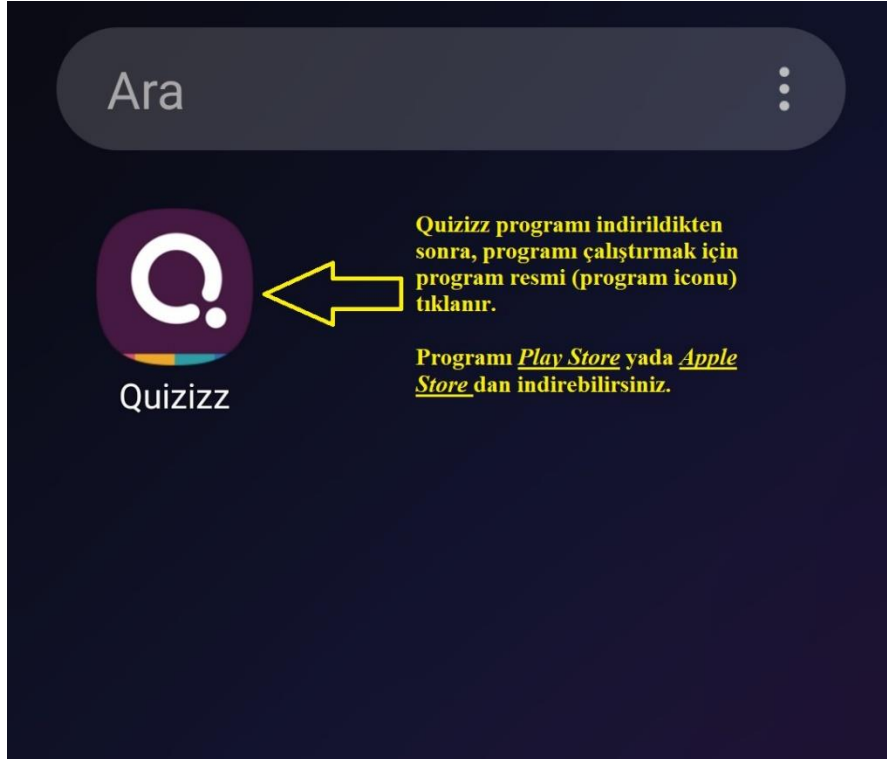 Ara
Quizizz programı indirildikten
sonra, programı çalıştırmak için
program resmi (program iconu)
tıklanır.
Programı Play Store yada Apple
Store dan indirebilirsiniz.
Quizizz